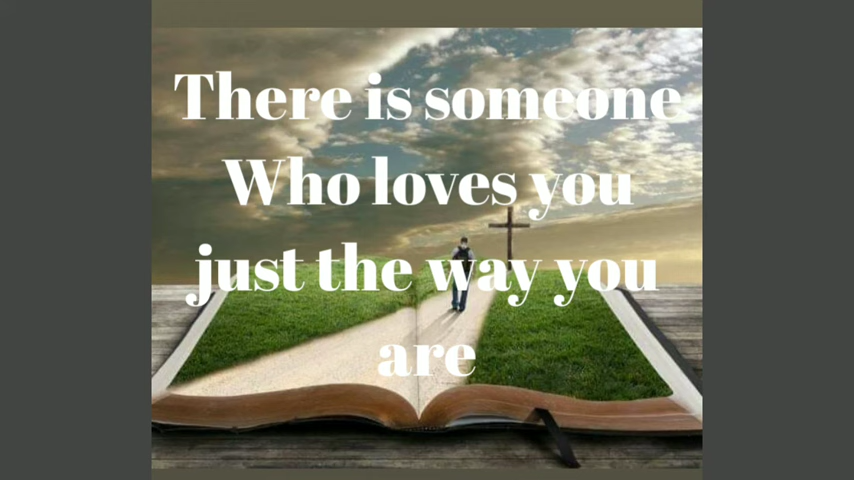 There is someone
Who loves you
just the way you
are